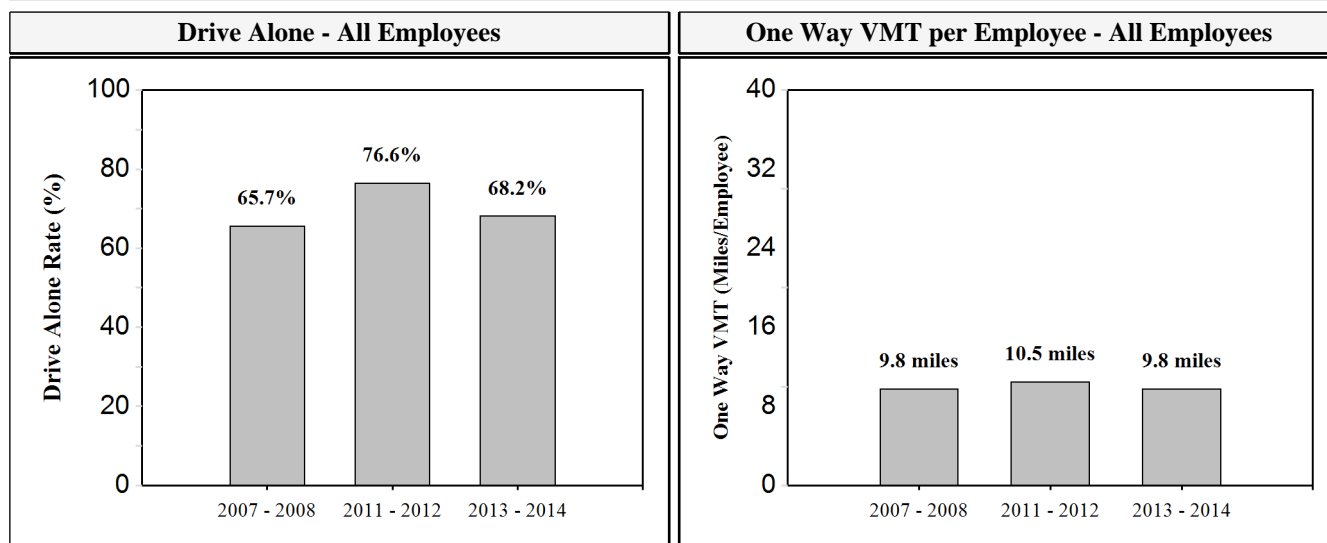 Drive Alone - All Employees
One Way VMT per Employee - All Employees
Drive Alone Rate (%)
100
80
60
40
20
0
65.7%
76.6%
68.2%
2007 - 2008
2011 - 2012
2013 - 2014
One Way VMT (Miles/Employee)
40
32
24
16
8
0
9.8 miles
10.5 miles
9.8 miles
2007 - 2008
2011 - 2012
2013 - 2014